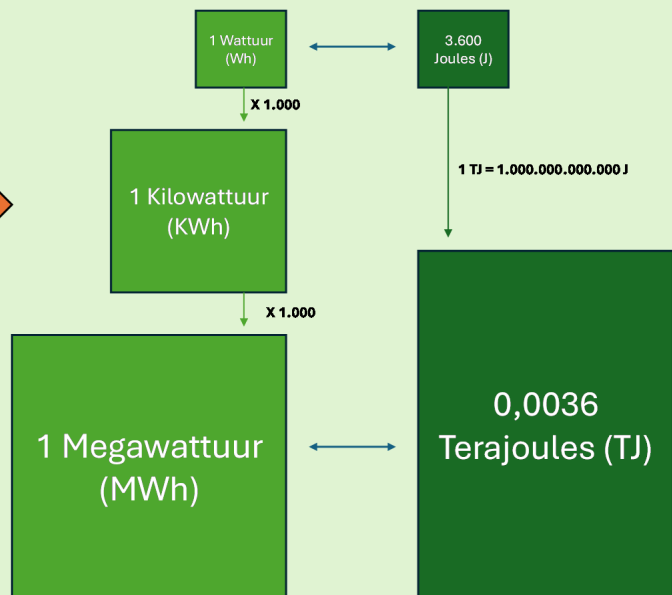 1 Wattuur
(Wh)
3.600
Joules (J)
X 1.000
1 TJ = 1.000.000.000.000 J
1 Kilowattuur
(KWh)
X 1.000
1 Megawattuur
(MWh)
0,0036
Terajoules (TJ)